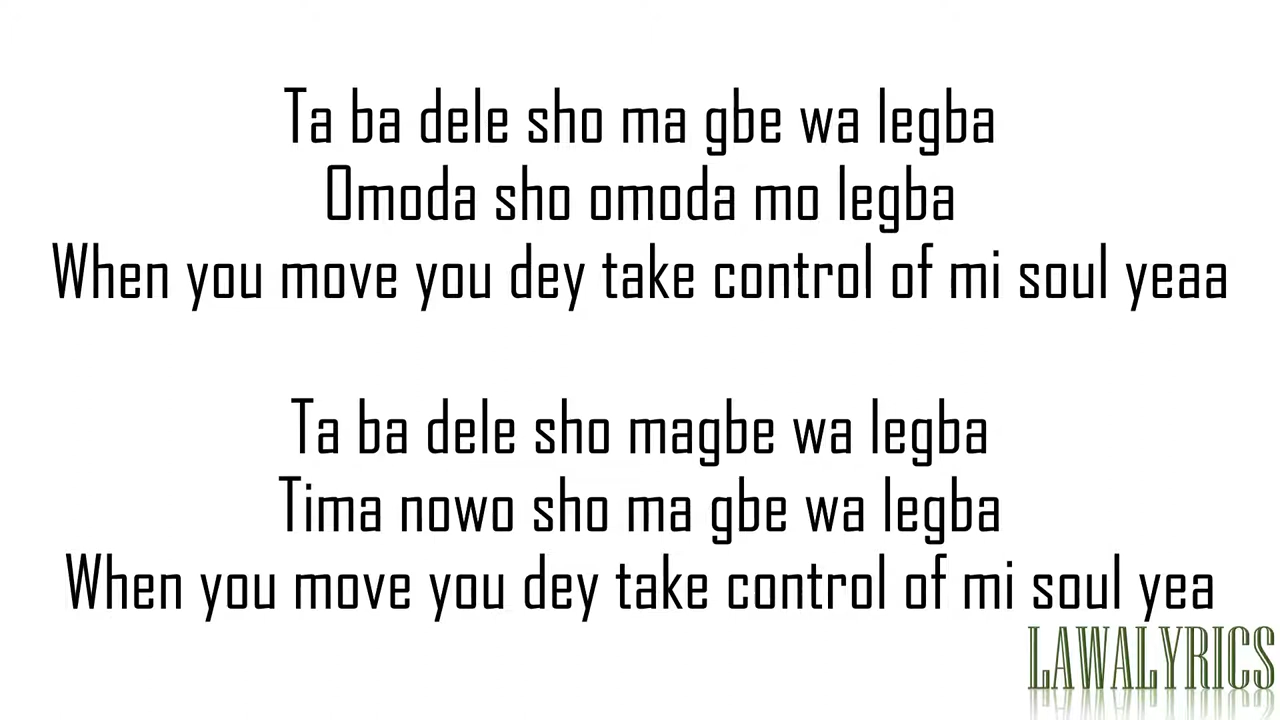 Ta ba dele sho ma gbe wa legba
Omoda sho omoda mo legba
When you move you dey take control of mi soul yeaa
Ta ba dele sho magbe wa legba
Tima nowo sho ma gbe wa legba
When you move you dey take control of mi soul yea
LAWALYRICS